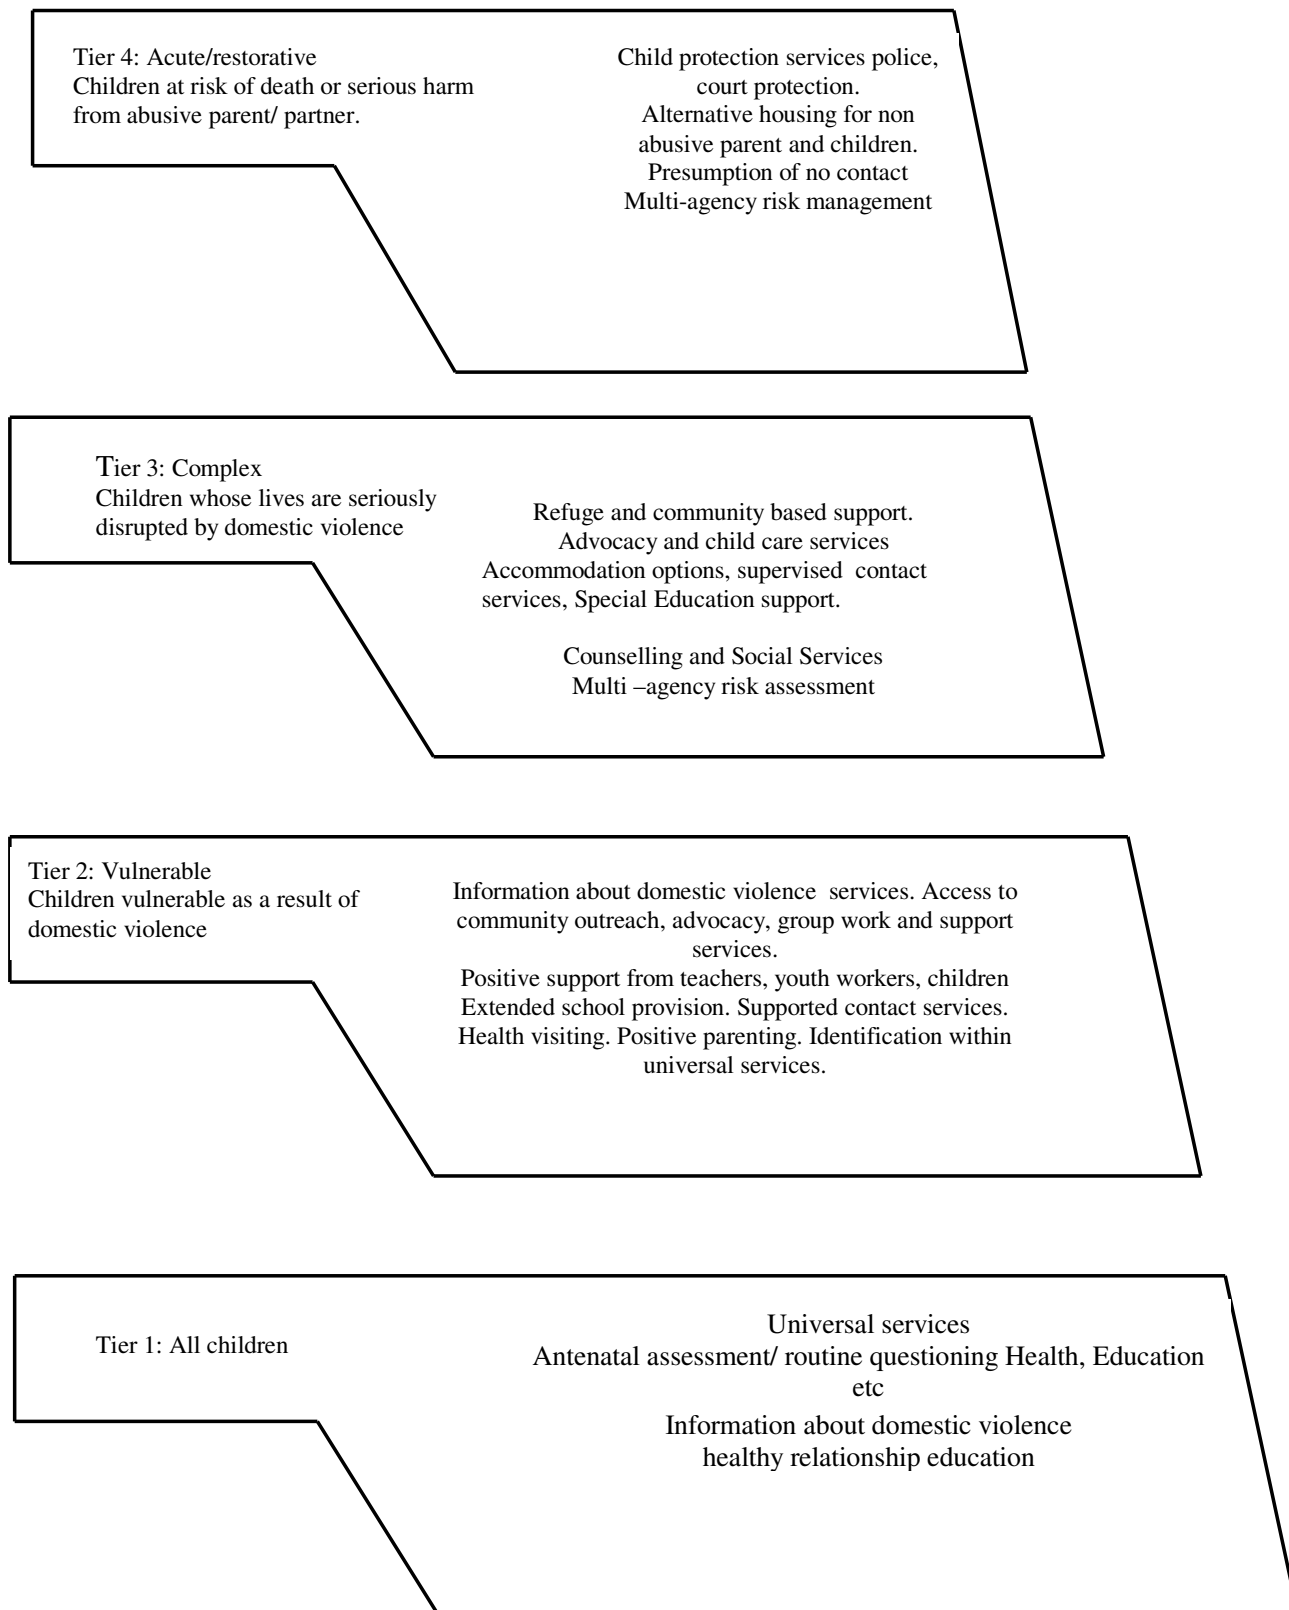 Tier 4: Acute/restorative
Children at risk of death or serious harm
from abusive parent/ partner.
Child protection services police,
court protection.
Alternative housing for non
abusive parent and children.
Presumption of no contact
Multi-agency risk management
Tier 3: Complex
Children whose lives are seriously
disrupted by domestic violence
Refuge and community based support.
Advocacy and child care services
Accommodation options, supervised  contact
services, Special Education support.
Counselling and Social Services
Multi –agency risk assessment
Tier 2: Vulnerable
Children vulnerable as a result of
domestic violence
Information about domestic violence  services. Access to
community outreach, advocacy, group work and support
services.
Positive support from teachers, youth workers, children
Extended school provision. Supported contact services.
Health visiting. Positive parenting. Identification within
universal services.
Tier 1: All children
Universal services
Antenatal assessment/ routine questioning Health, Education
etc
Information about domestic violence
healthy relationship education